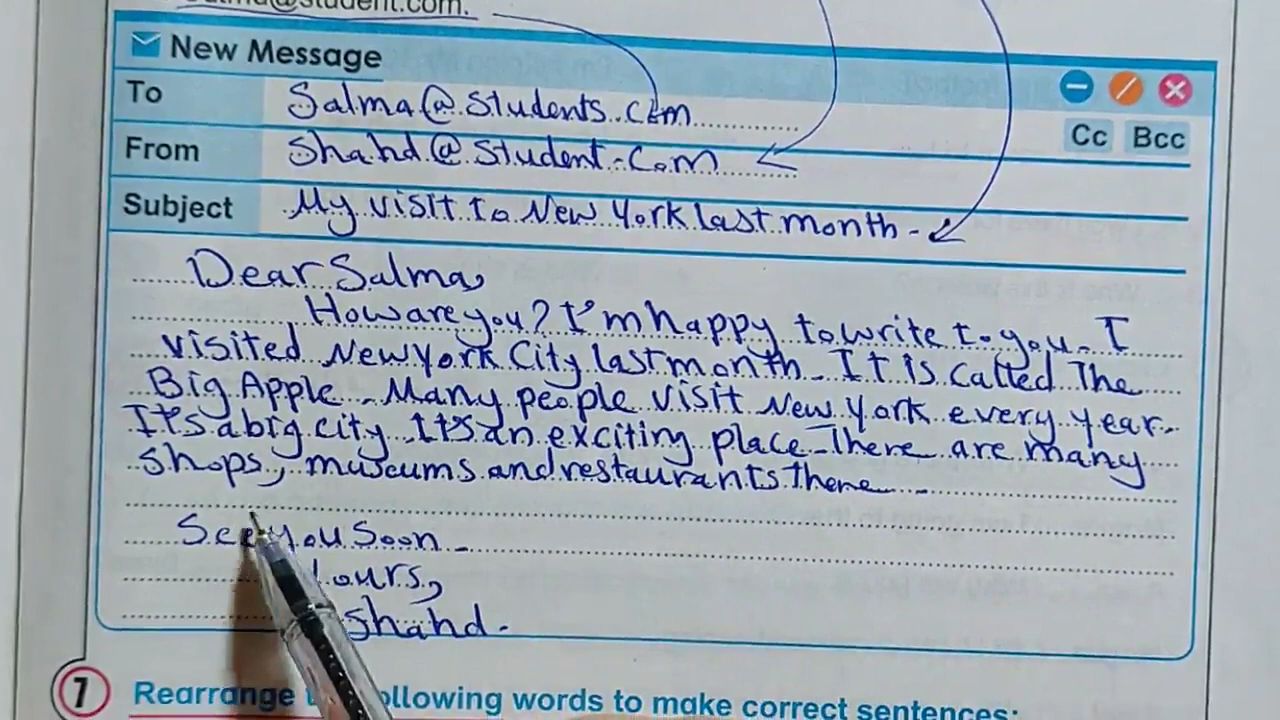 salma@student.com.
New Message
To Salma@Students.com
Cc Bcc
From Shahd@Student.Com
Subject My visit to New York last month.
Dear Salma,
How are you? I'm happy to write to you. I
visited New York City last month. It is called The
Big Apple. Many people visit New York every year.
It's a big city. It's an exciting place. There are many
shops, museums and restaurants there.
See you soon.
Yours,
Shahd.
7 Rearrange the following words to make correct sentences: